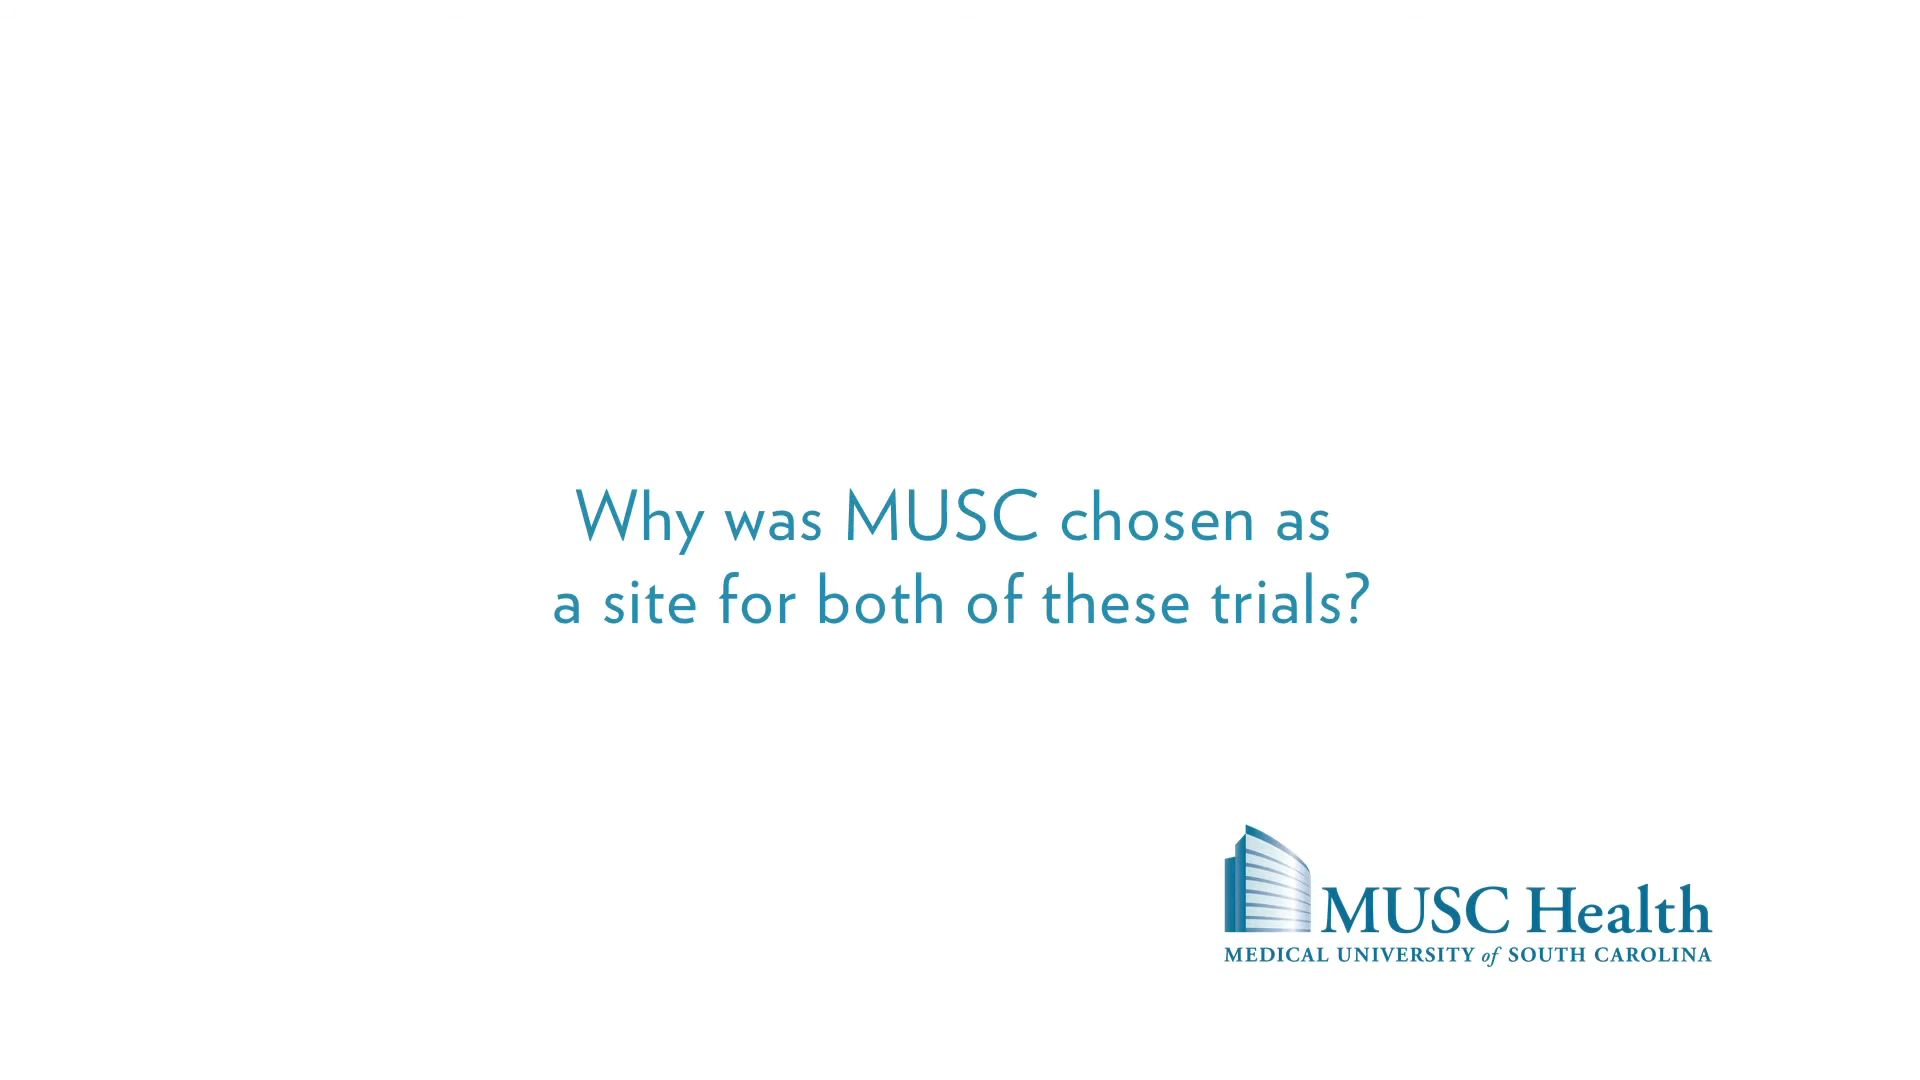 Why was MUSC chosen as
a site for both of these trials?
MUSC Health
MEDICAL UNIVERSITY of SOUTH CAROLINA